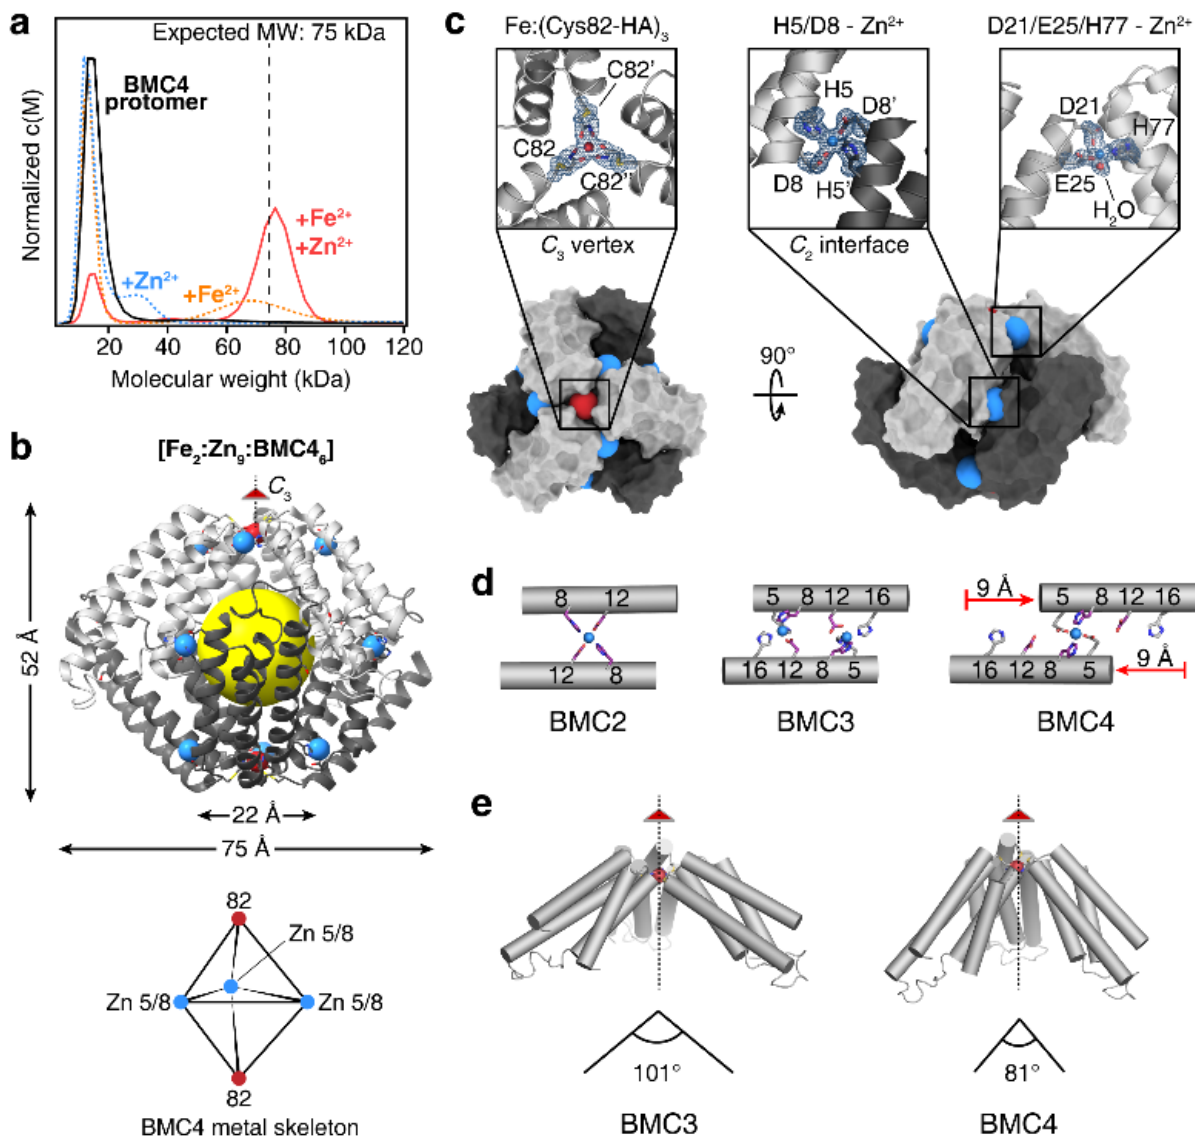 a
Expected MW: 75 kDa
BMC4
protomer
+Fe²⁺
+Zn²⁺
+Zn²⁺
+Fe²⁺
Normalized c(M)
20 40 60 80 100 120
Molecular weight (kDa)
b
[Fe₂:Zn₉:BMC4₆]
C₃
52 Å
22 Å
75 Å
82
Zn 5/8
Zn 5/8
Zn 5/8
82
BMC4 metal skeleton
c
Fe:(Cys82-HA)₃
H5/D8 - Zn²⁺
D21/E25/H77 - Zn²⁺
C82'
C82
C82''
H5
D8'
D8
H5'
D21
H77
E25
H₂O
C₃ vertex
C₂ interface
90°
d
8 12
12 8
BMC2
5 8 12 16
16 12 8 5
BMC3
9 Å
5 8 12 16
16 12 8 5
9 Å
BMC4
e
101°
BMC3
81°
BMC4